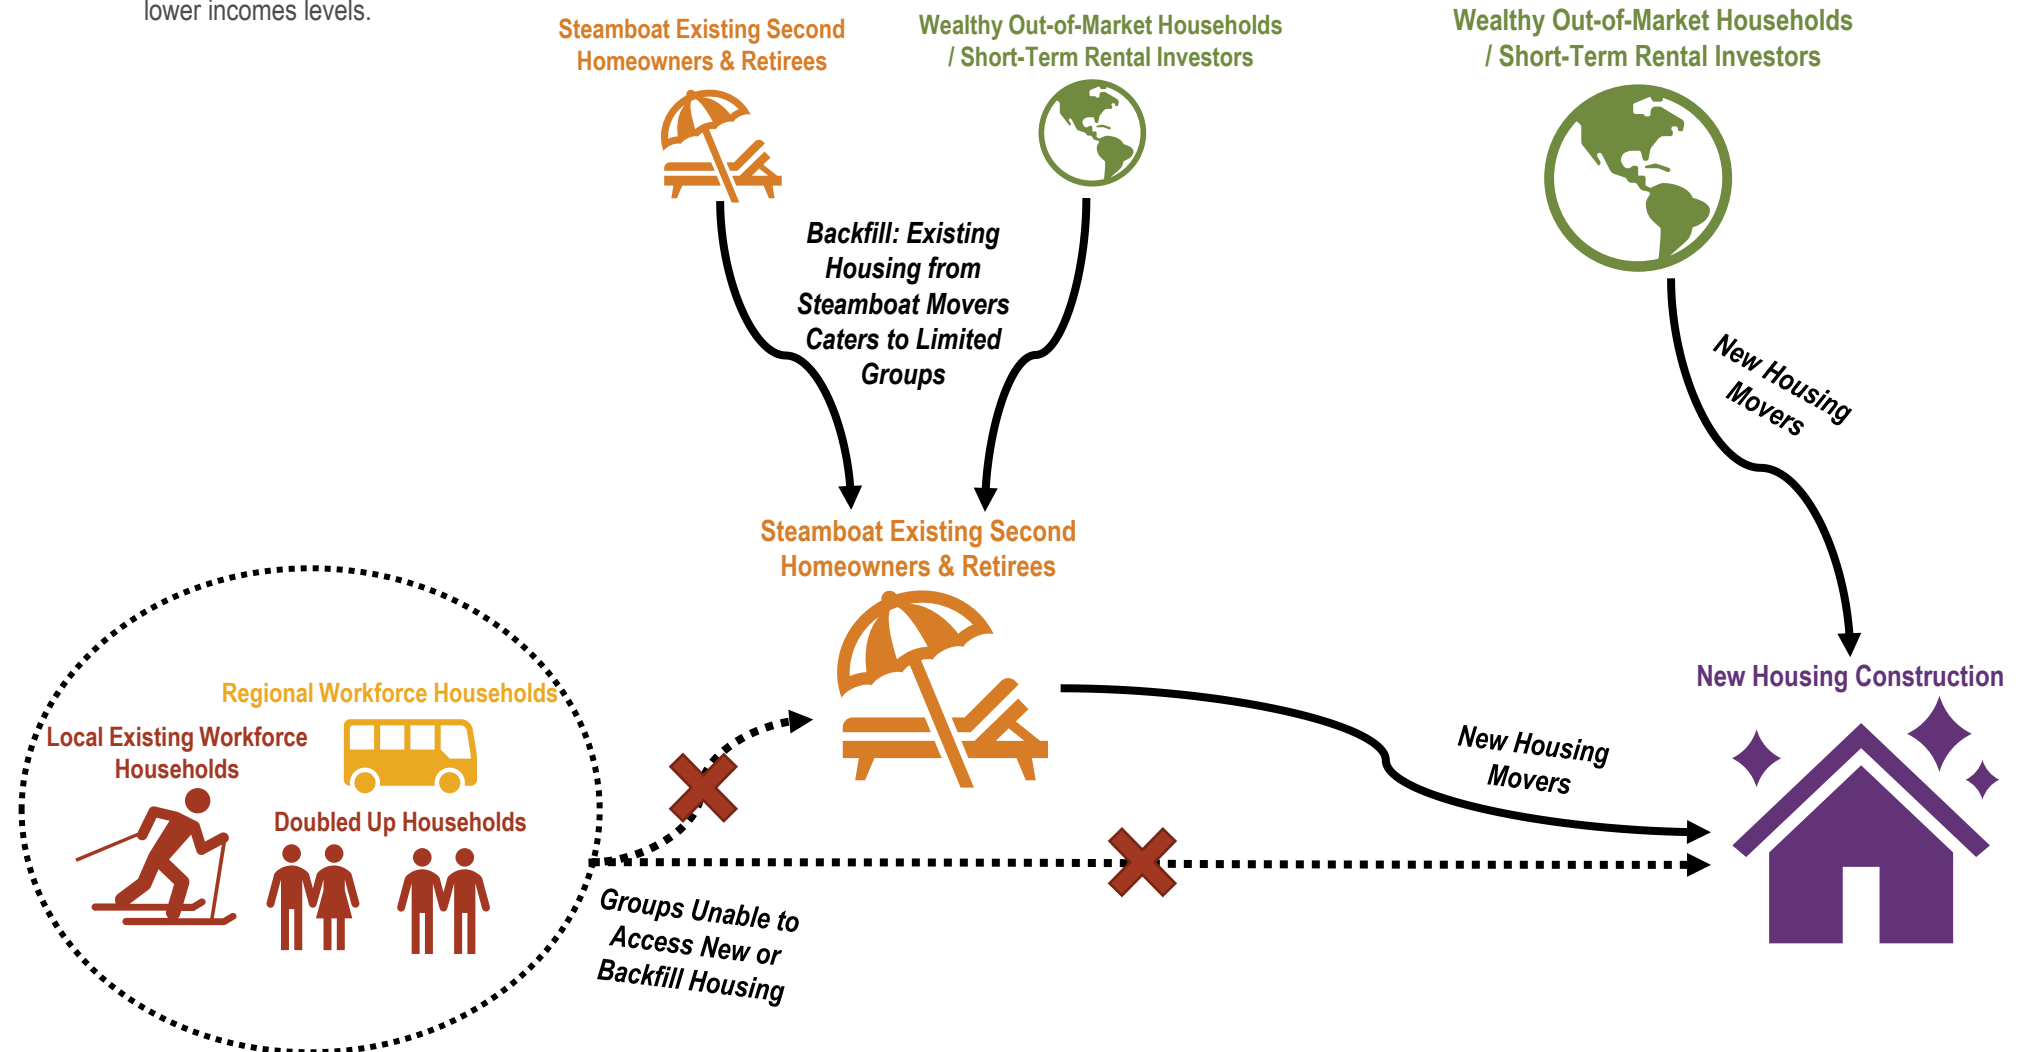 lower incomes levels.
Steamboat Existing Second
Homeowners & Retirees
Wealthy Out-of-Market Households
/ Short-Term Rental Investors
Wealthy Out-of-Market Households
/ Short-Term Rental Investors
Backfill: Existing
Housing from
Steamboat Movers
Caters to Limited
Groups
New Housing
Movers
Steamboat Existing Second
Homeowners & Retirees
New Housing Construction
Regional Workforce Households
Local Existing Workforce
Households
Doubled Up Households
New Housing
Movers
Groups Unable to
Access New or
Backfill Housing